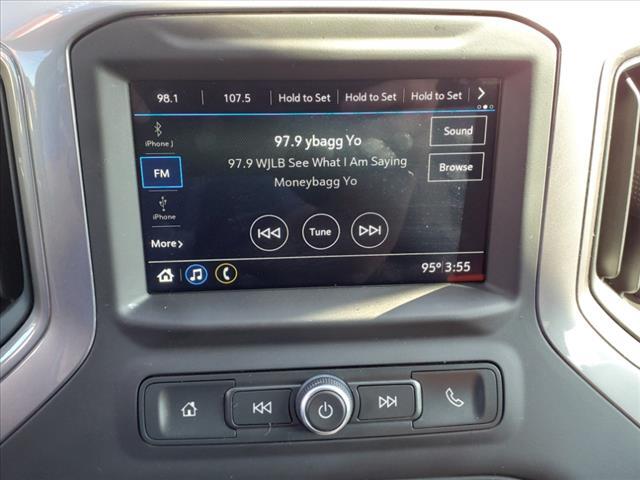 98.1 107.5 Hold to Set Hold to Set Hold to Set
iPhone J
97.9 ybagg Yo
Sound
FM
97.9 WJLB See What I Am Saying
Browse
Moneybagg Yo
iPhone
Tune
More
95° 3:55